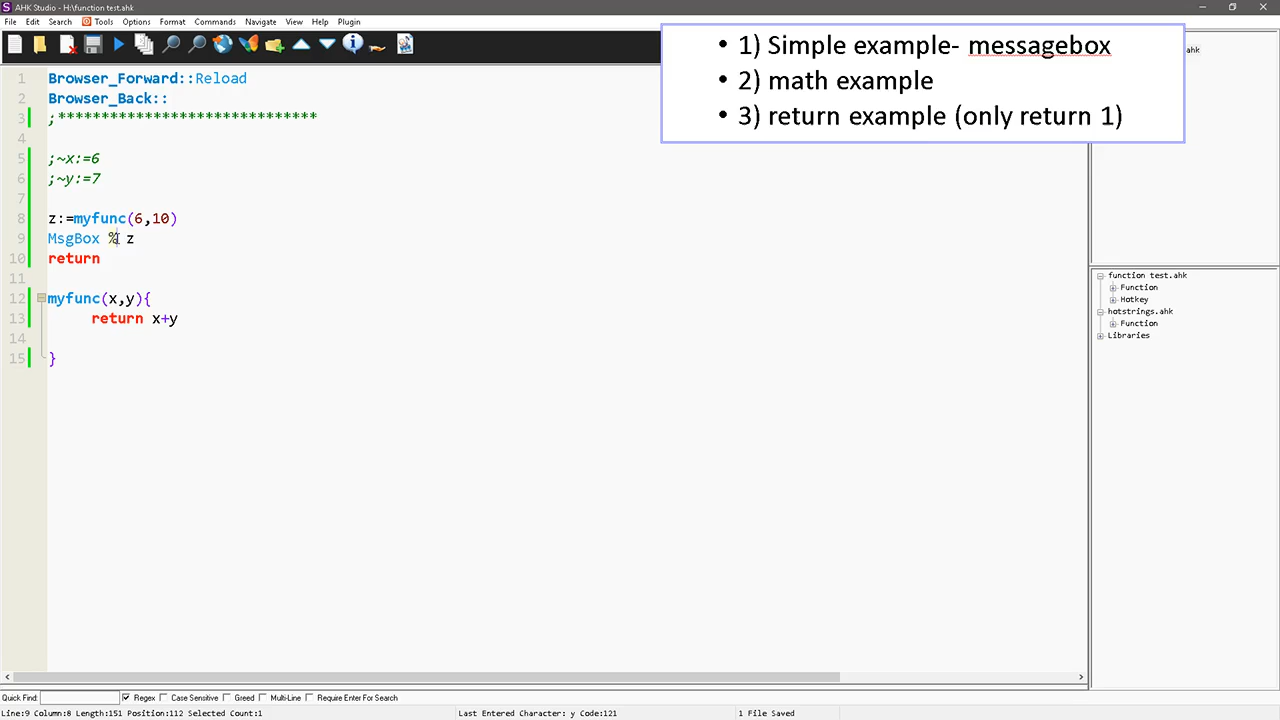 AHK Studio - H:\function test.ahk
File Edit Search Tools Options Format Commands Navigate View Help Plugin
• 1) Simple example- messagebox
• 2) math example
• 3) return example (only return 1)
.ahk
1 Browser_Forward::Reload
2 Browser_Back::
3 ;******************************
4
5 ;~x:=6
6 ;~y:=7
7
8 z:=myfunc(6,10)
9 MsgBox % z
10 return
11
12 myfunc(x,y){
13 return x+y
14
15 }
function test.ahk
Function
Hotkey
hotstrings.ahk
Function
Libraries
Quick Find: Regex Case Sensitive Greed Multi-Line Require Enter For Search
Line:9 Column:8 Length:151 Position:112 Selected Count:1 Last Entered Character: y Code:121 1 File Saved